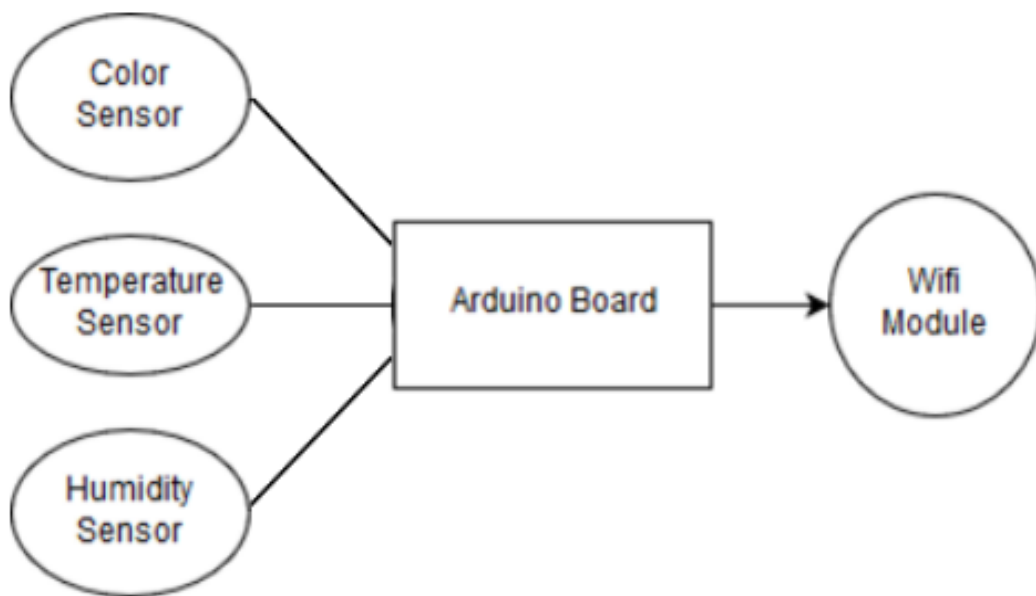 Color
Sensor
Temperature
Sensor
Humidity
Sensor
Arduino Board
Wifi
Module